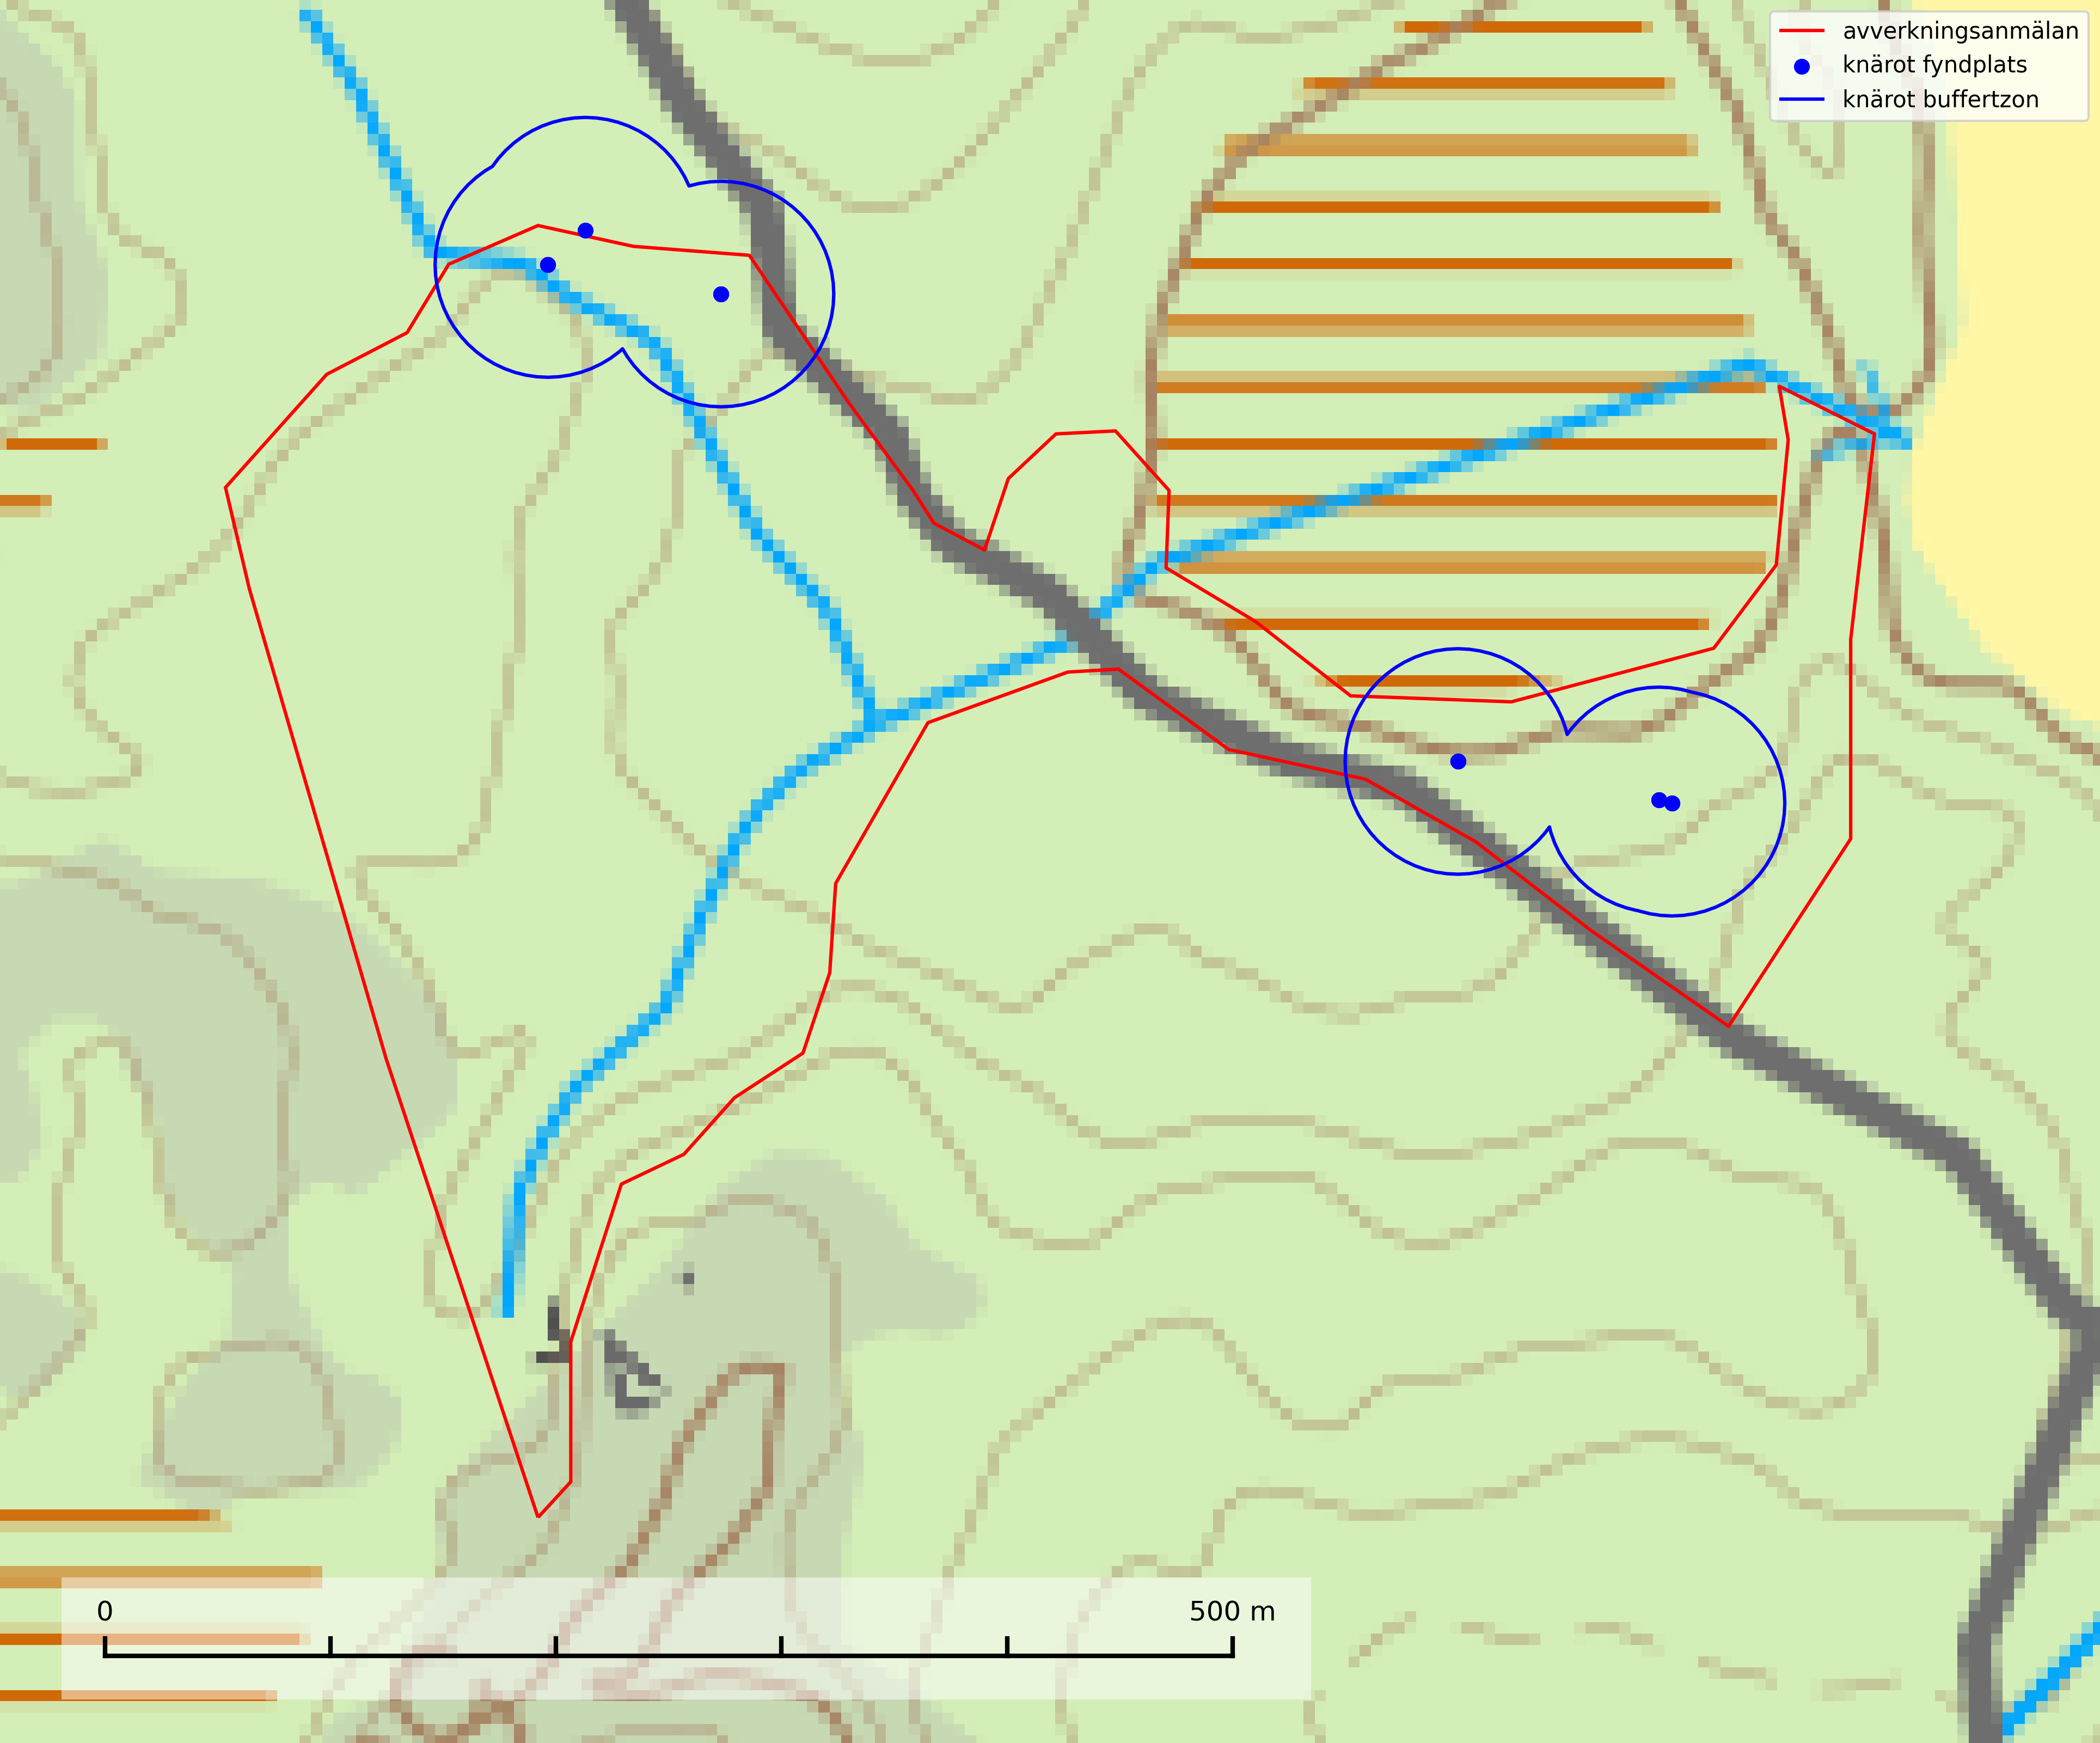 avverkningsanmälan
knärot fyndplats
knärot buffertzon
0
500 m